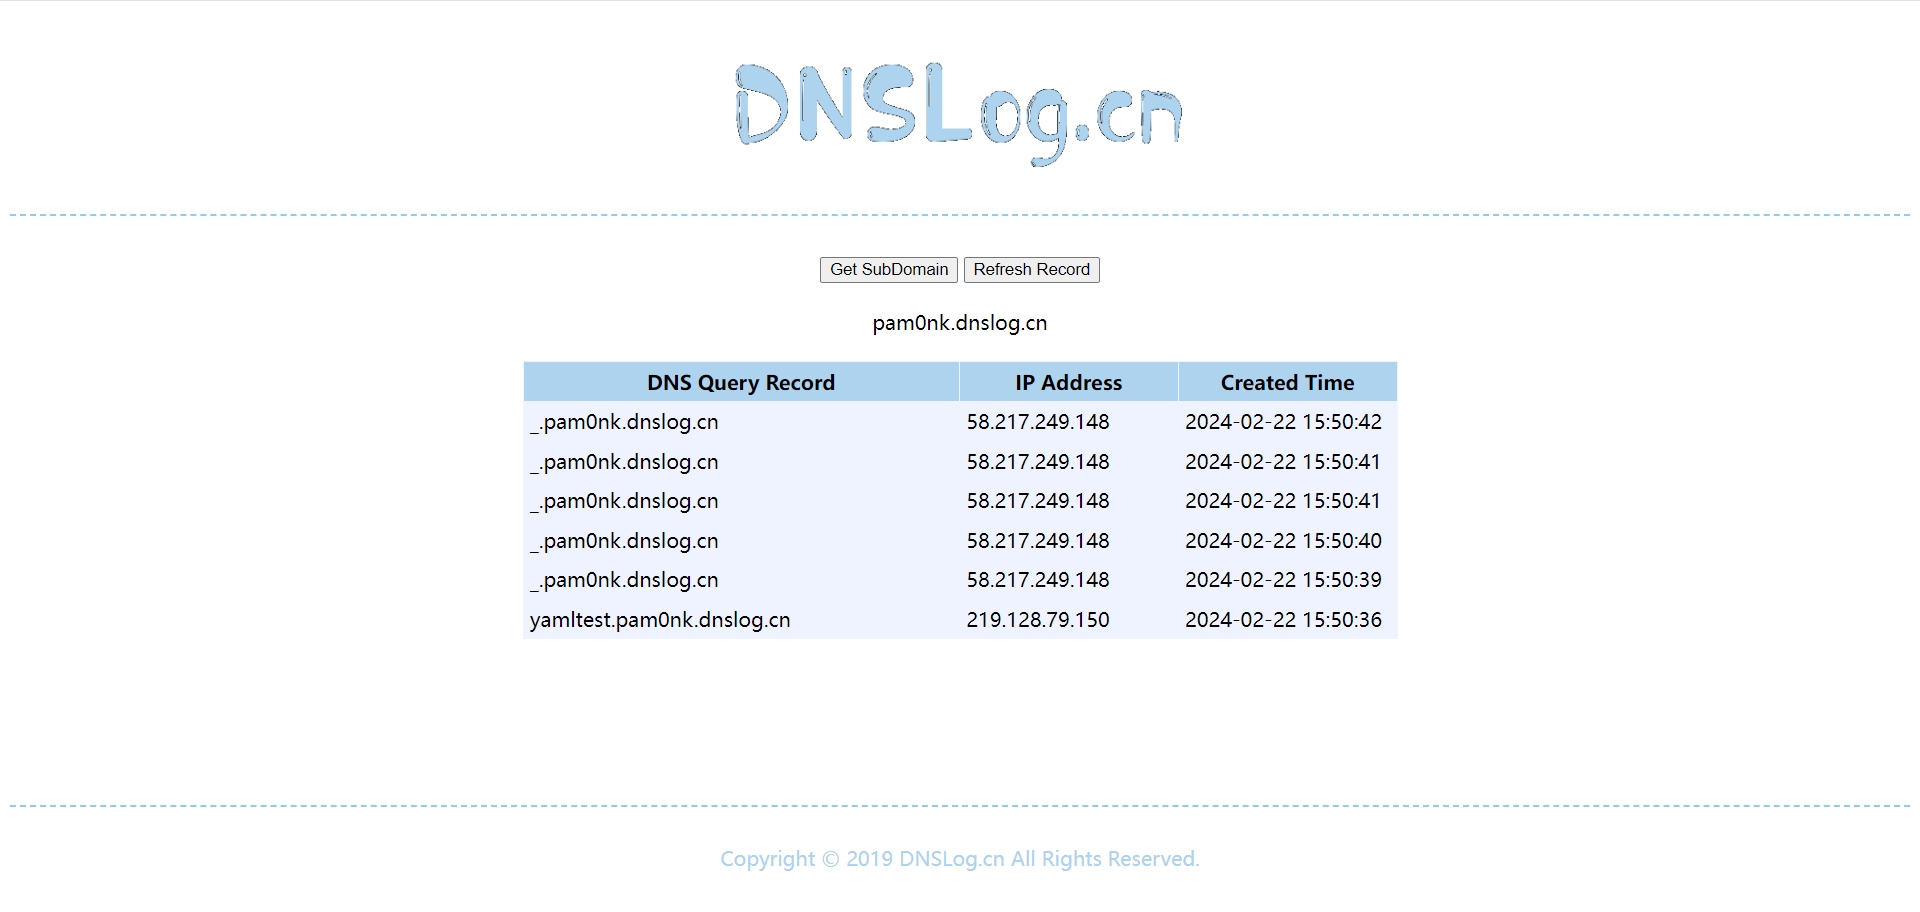 DNSLog.cn
Get SubDomain Refresh Record
pam0nk.dnslog.cn
DNS Query Record IP Address Created Time
_.pam0nk.dnslog.cn 58.217.249.148 2024-02-22 15:50:42
_.pam0nk.dnslog.cn 58.217.249.148 2024-02-22 15:50:41
_.pam0nk.dnslog.cn 58.217.249.148 2024-02-22 15:50:41
_.pam0nk.dnslog.cn 58.217.249.148 2024-02-22 15:50:40
_.pam0nk.dnslog.cn 58.217.249.148 2024-02-22 15:50:39
yamltest.pam0nk.dnslog.cn 219.128.79.150 2024-02-22 15:50:36
Copyright © 2019 DNSLog.cn All Rights Reserved.